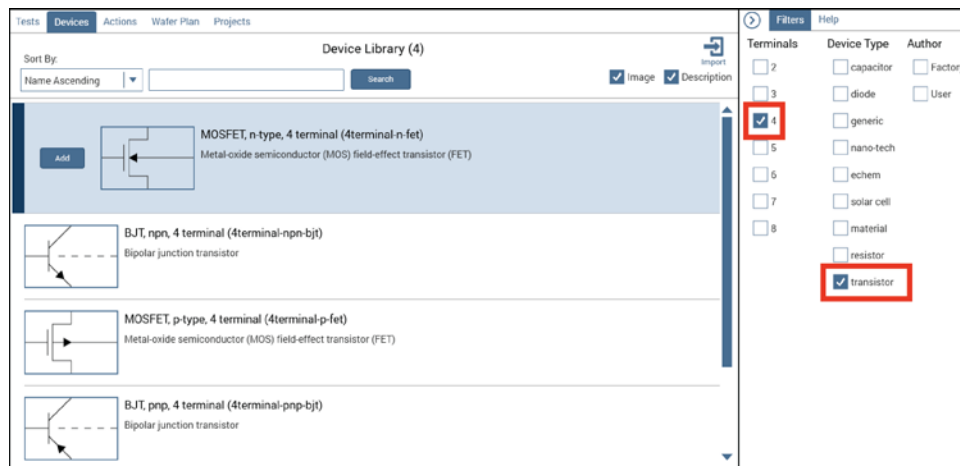 Tests Devices Actions Wafer Plan Projects
Device Library (4)
Sort By:
Name Ascending
Search
Import
Image Description
Add
MOSFET, n-type, 4 terminal (4terminal-n-fet)
Metal-oxide semiconductor (MOS) field-effect transistor (FET)
BJT, npn, 4 terminal (4terminal-npn-bjt)
Bipolar junction transistor
MOSFET, p-type, 4 terminal (4terminal-p-fet)
Metal-oxide semiconductor (MOS) field-effect transistor (FET)
BJT, pnp, 4 terminal (4terminal-pnp-bjt)
Bipolar junction transistor
Filters Help
Terminals Device Type Author
2 capacitor Factor
3 diode User
4 generic
5 nano-tech
6 echem
7 solar cell
8 material
resistor
transistor